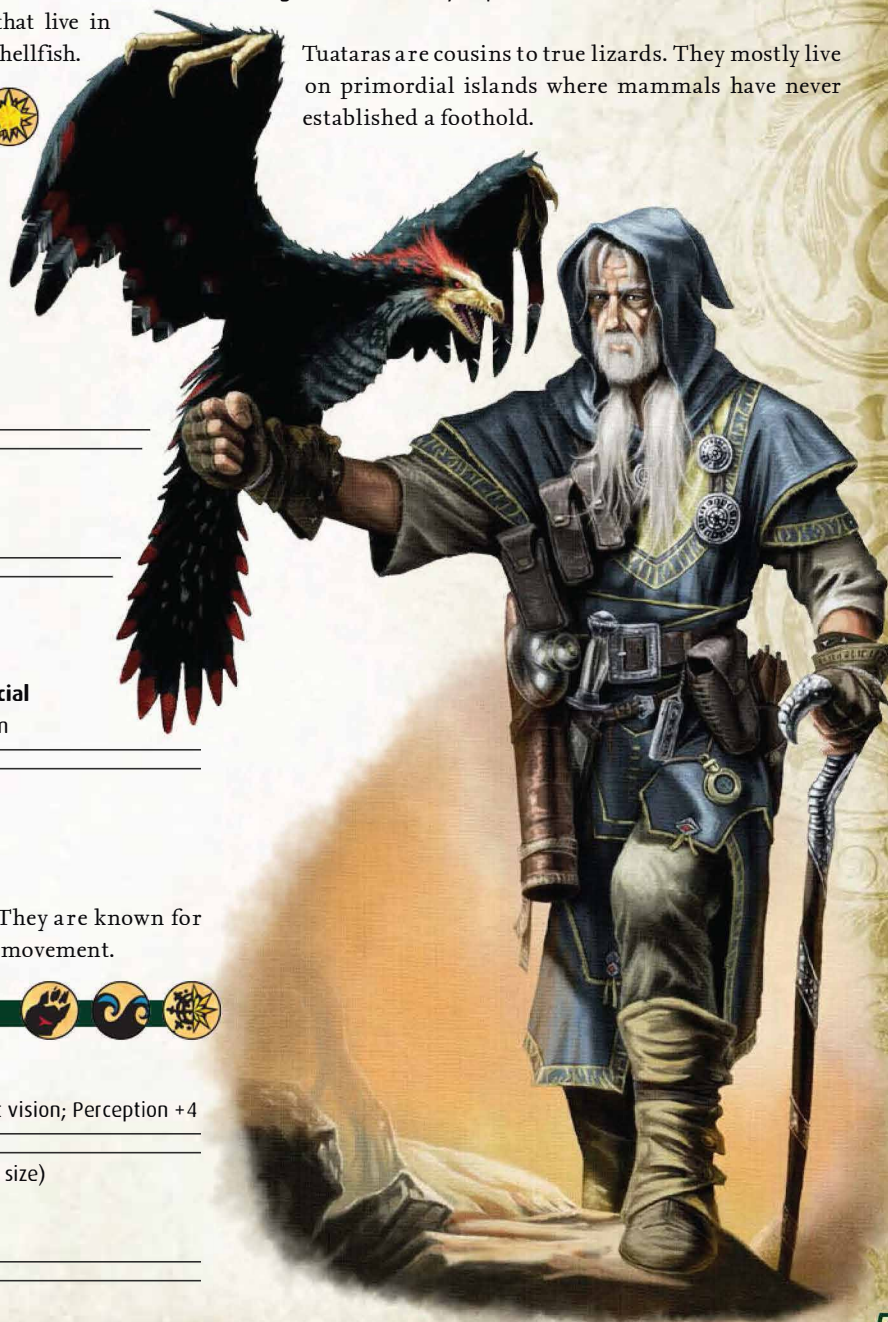 that live in
hellfish.
Tuataras are cousins to true lizards. They mostly live
on primordial islands where mammals have never
established a foothold.
cial
n
They are known for
movement.
vision; Perception +4
size)